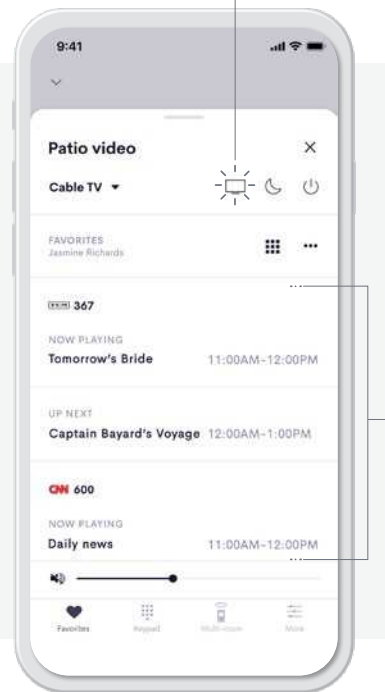 9:41
Patio video
Cable TV
FAVORITES
Jasmine Richards
367
NOW PLAYING
Tomorrow's Bride 11:00AM-12:00PM
UP NEXT
Captain Bayard's Voyage 12:00AM-1:00PM
CNN 600
NOW PLAYING
Daily news 11:00AM-12:00PM
Favorites Keypad Multi-room More